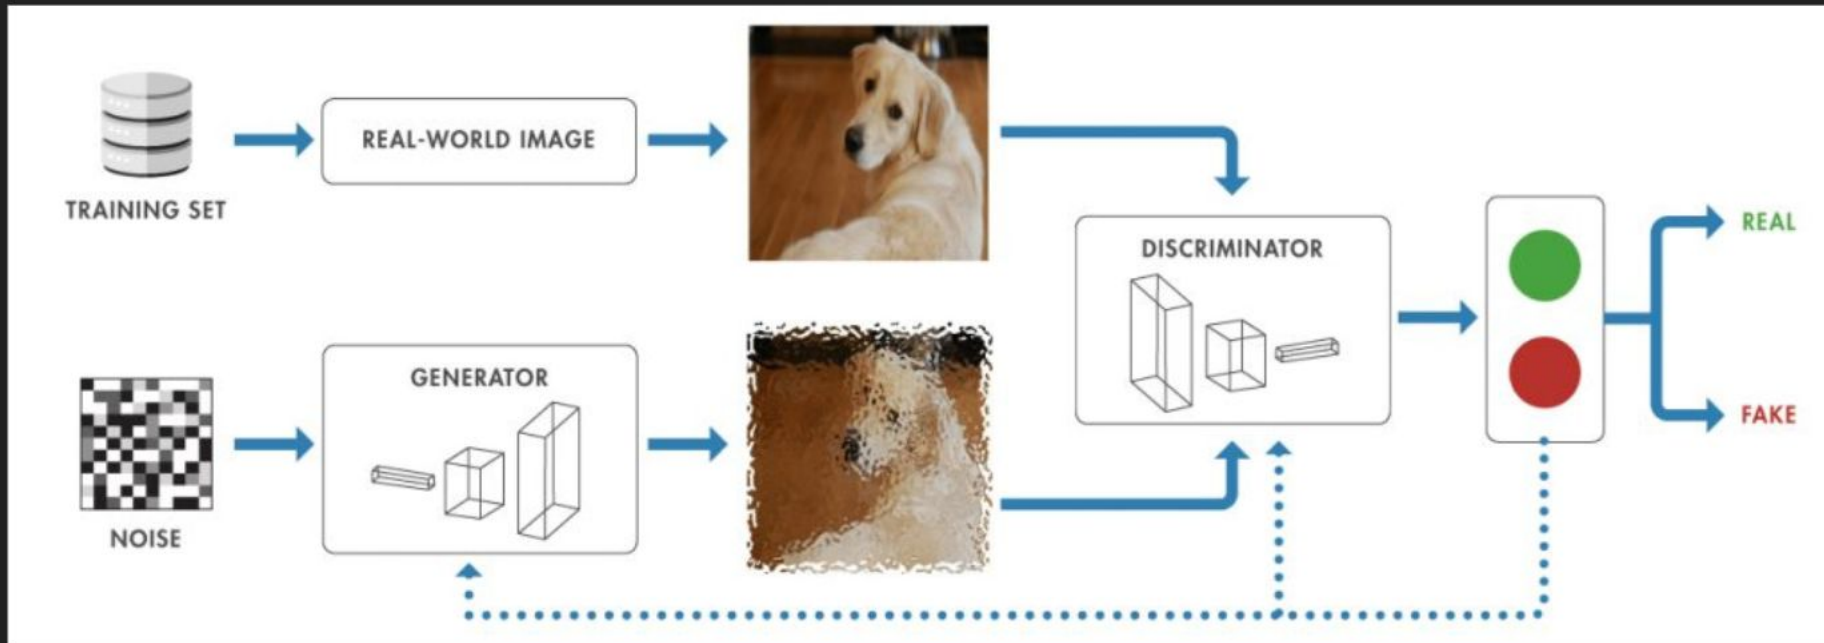 REAL-WORLD IMAGE
TRAINING SET
DISCRIMINATOR
REAL
GENERATOR
FAKE
NOISE